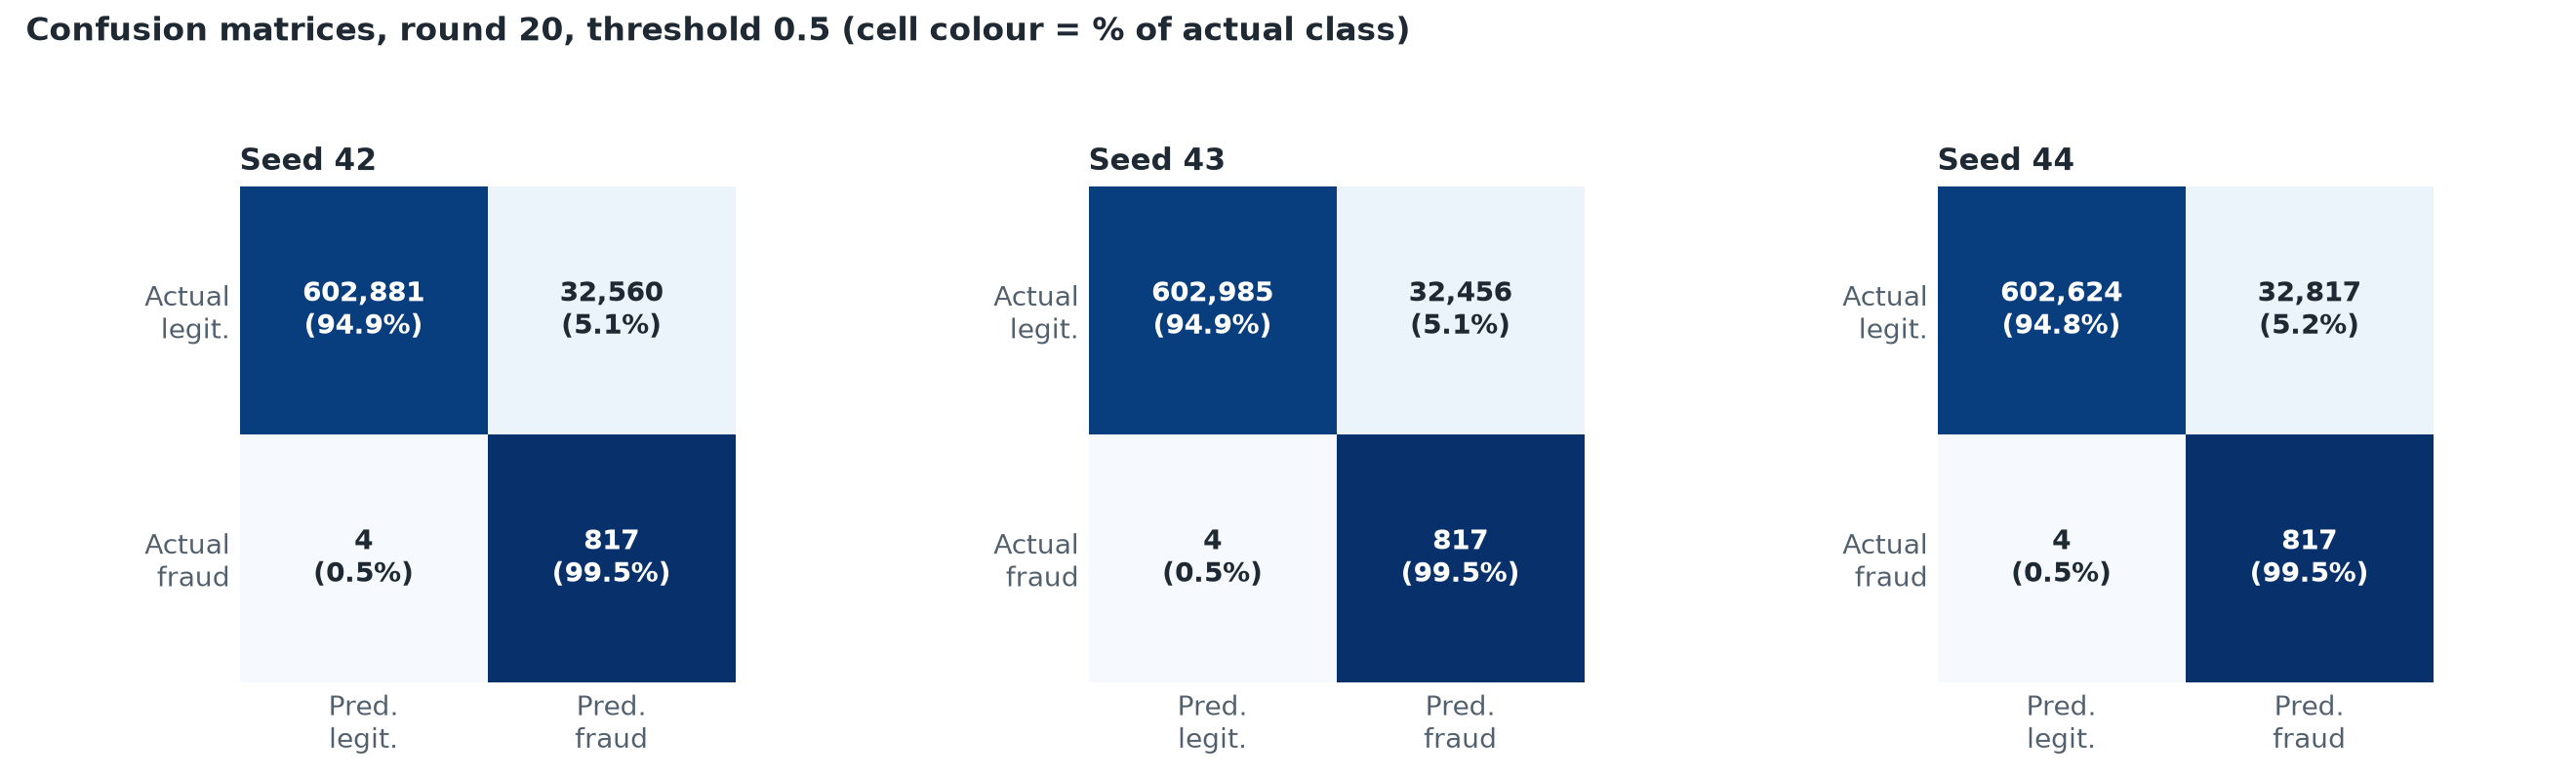 Confusion matrices, round 20, threshold 0.5 (cell colour = % of actual class)
Seed 42
Actual
legit.
602,881
(94.9%)
32,560
(5.1%)
Actual
fraud
4
(0.5%)
817
(99.5%)
Pred.
legit.
Pred.
fraud
Seed 43
Actual
legit.
602,985
(94.9%)
32,456
(5.1%)
Actual
fraud
4
(0.5%)
817
(99.5%)
Pred.
legit.
Pred.
fraud
Seed 44
Actual
legit.
602,624
(94.8%)
32,817
(5.2%)
Actual
fraud
4
(0.5%)
817
(99.5%)
Pred.
legit.
Pred.
fraud